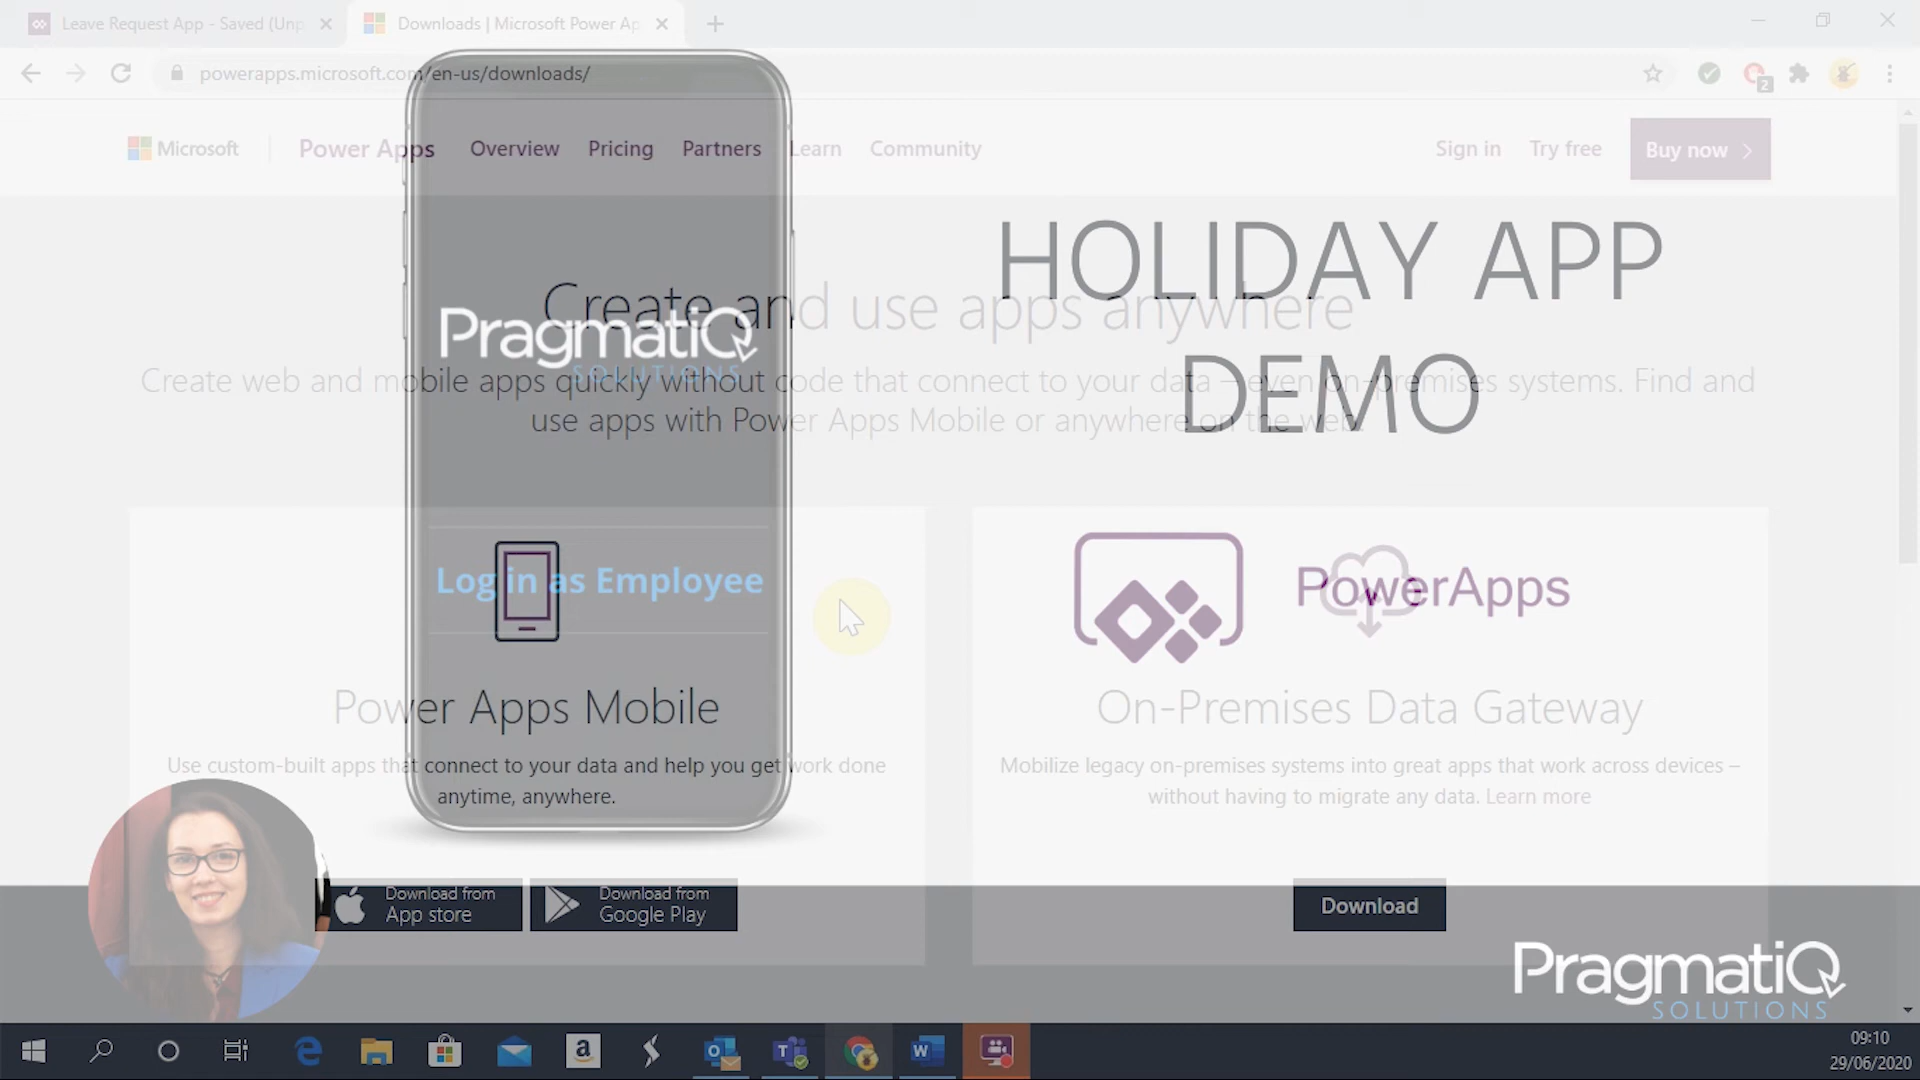 Leave Request App - Saved (Unp
Downloads | Microsoft Power Ap
powerapps.microsoft.com/en-us/downloads/
2
Microsoft
Power Apps
Overview
Pricing
Partners
Learn
Community
Sign in
Try free
Buy now
HOLIDAY APP
DEMO
Create and use apps anywhere
PragmatiQ
SOLUTIONS
Create web and mobile apps quickly without code that connect to your data – even on-premises systems. Find and
use apps with Power Apps Mobile or anywhere on the web.
Log in as Employee
PowerApps
Power Apps Mobile
Use custom-built apps that connect to your data and help you get work done
anytime, anywhere.
On-Premises Data Gateway
Mobilize legacy on-premises systems into great apps that work across devices –
without having to migrate any data. Learn more
Download from
App store
Download from
Google Play
Download
PragmatiQ
SOLUTIONS
09:10
29/06/2020